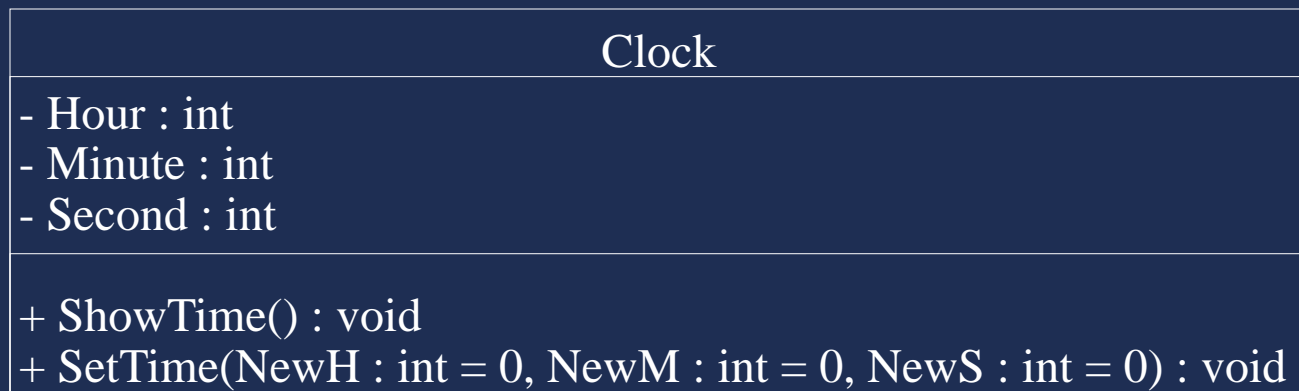 Clock
- Hour : int
- Minute : int
- Second : int
+ ShowTime() : void
+ SetTime(NewH : int = 0, NewM : int = 0, NewS : int = 0) : void